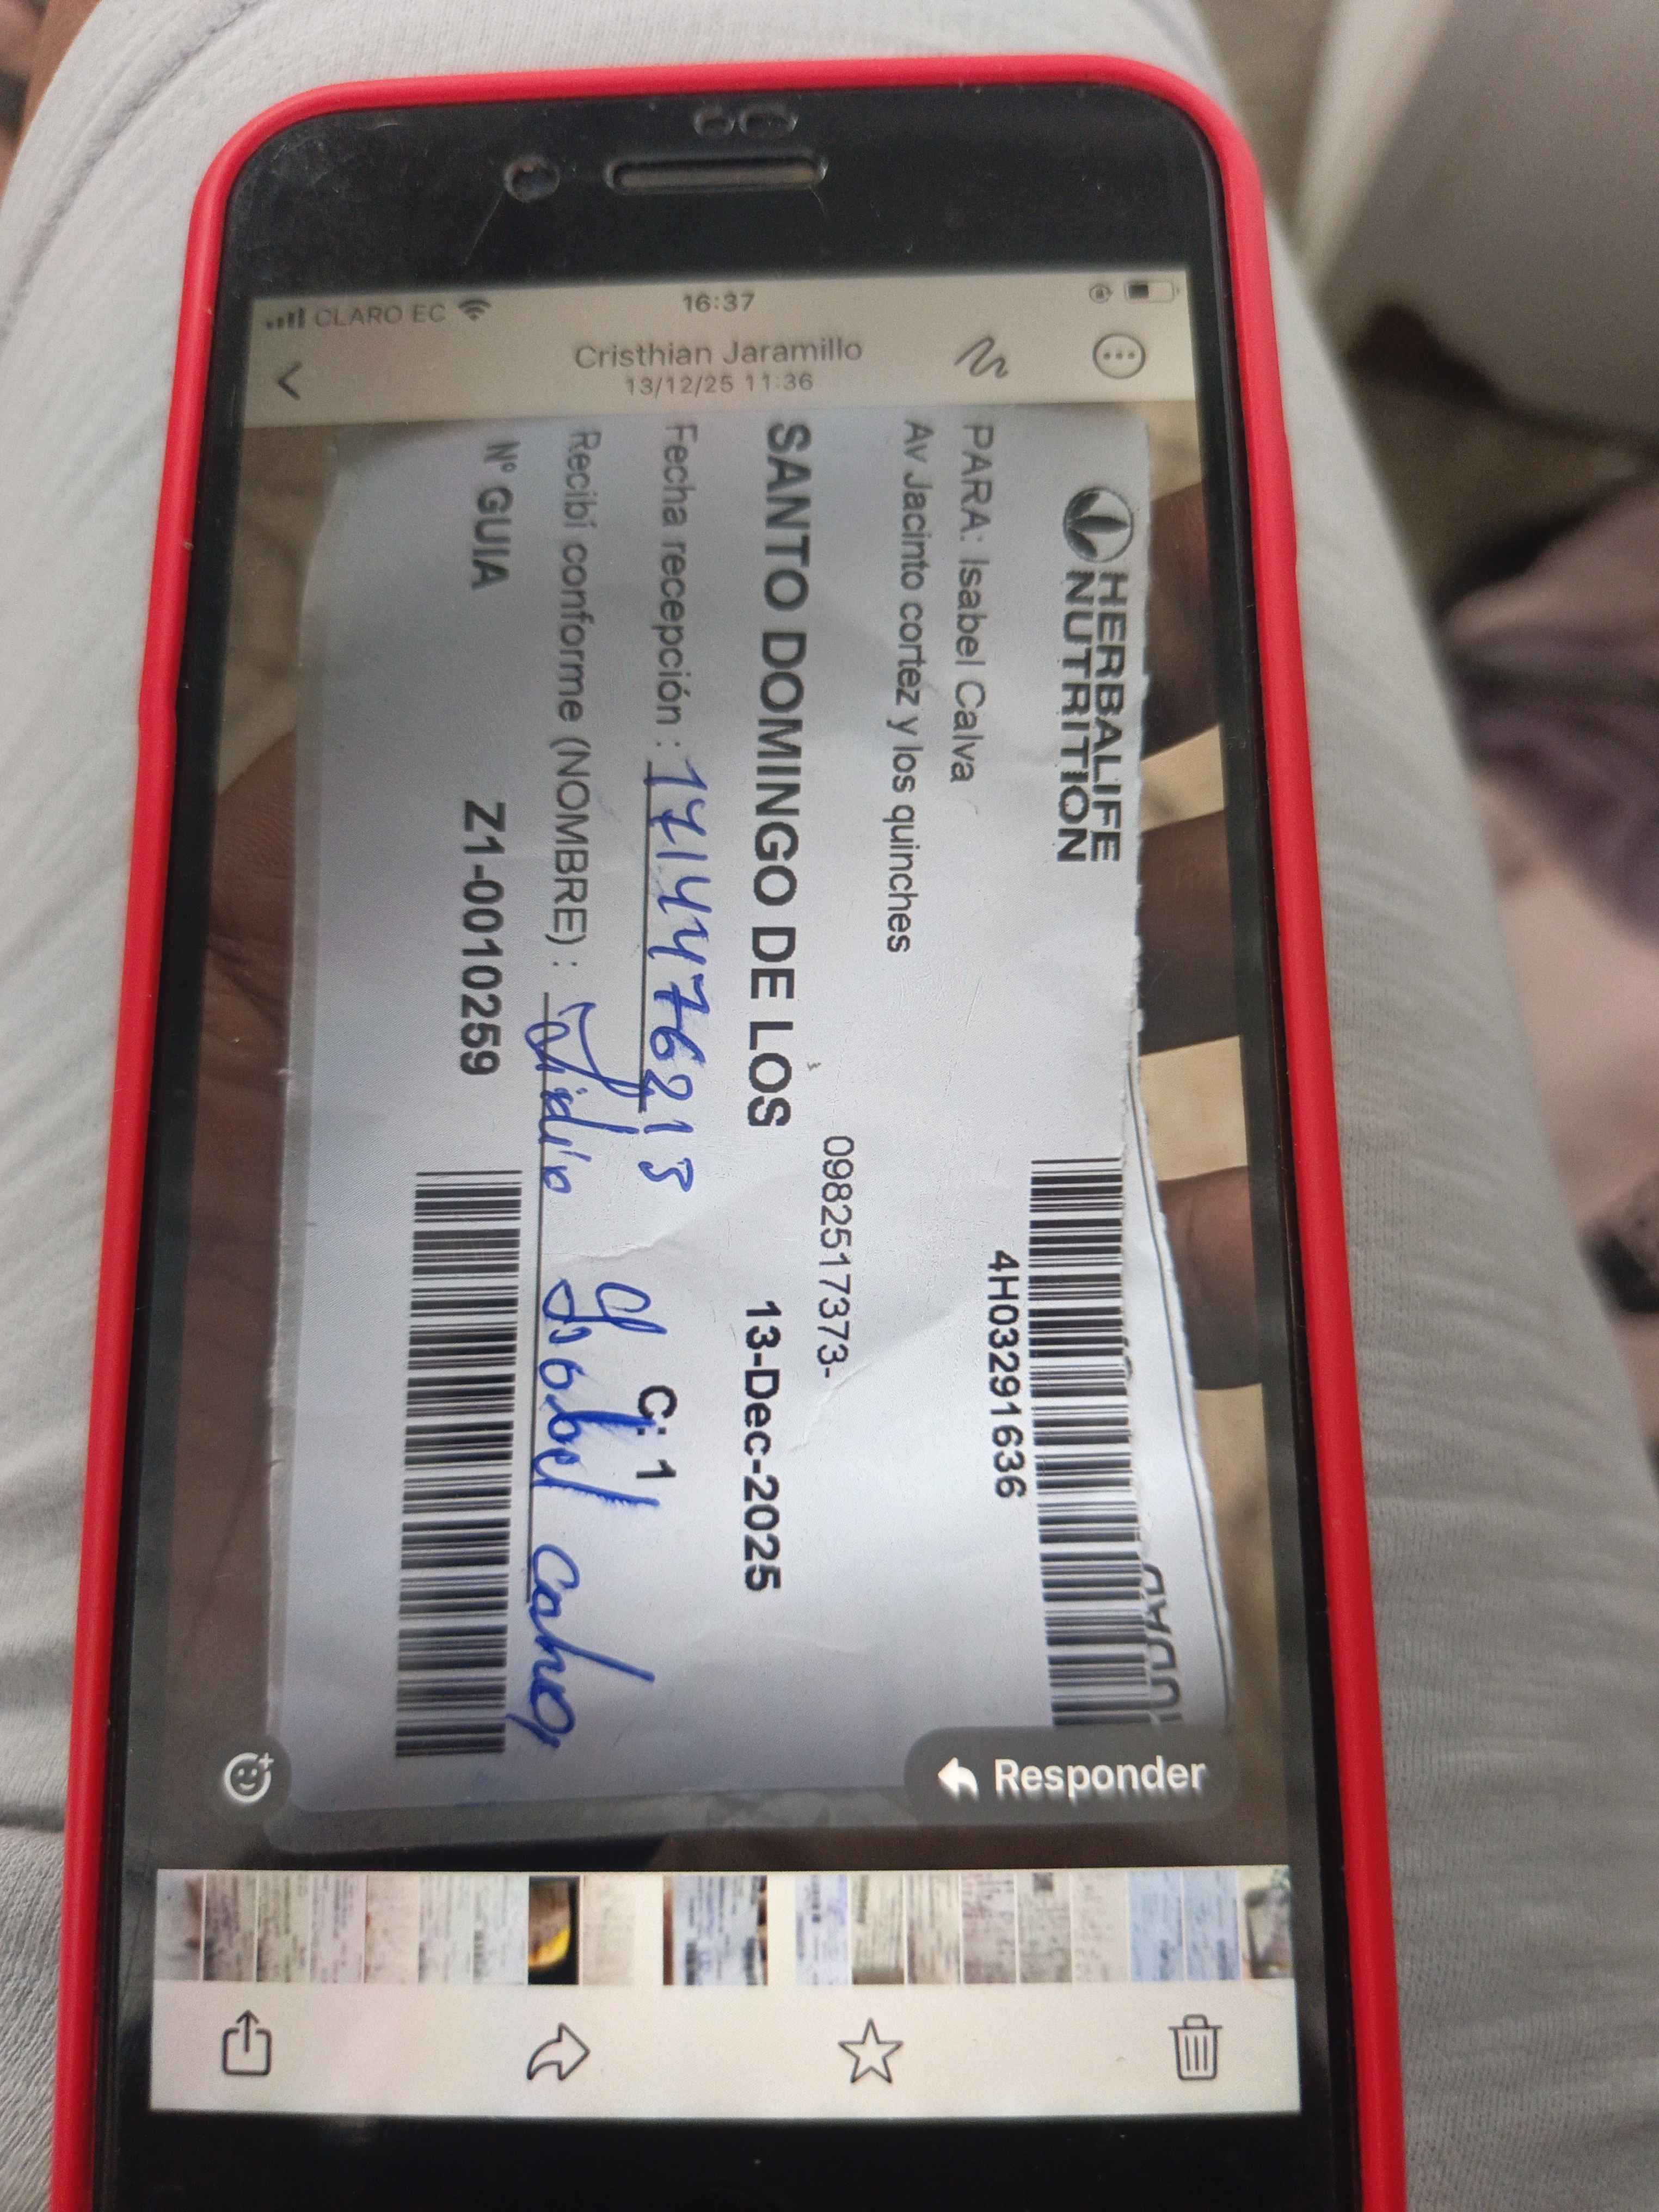 CLARO EC
16:37
Cristhian Jaramillo
13/12/25 11:36
HERBALIFE
NUTRITION
4H03291636
PARA: Isabel Calva
Av Jacinto cortez y los quinches
0982517373-
SANTO DOMINGO DE LOS 13-Dec-2025
Fecha recepción : 1714476213
C: 1
Recibí conforme (NOMBRE) : Isabel
N° GUIA Z1-0010259
Responder